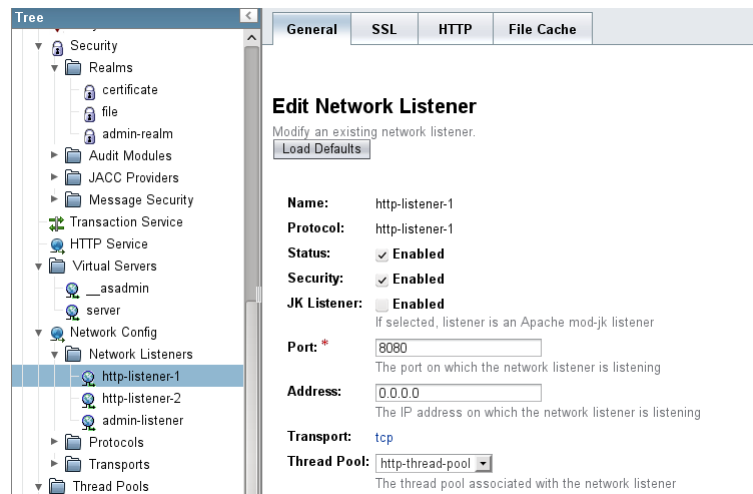 Tree
Security
Realms
certificate
file
admin-realm
Audit Modules
JACC Providers
Message Security
Transaction Service
HTTP Service
Virtual Servers
__asadmin
server
Network Config
Network Listeners
http-listener-1
http-listener-2
admin-listener
Protocols
Transports
Thread Pools
General SSL HTTP File Cache
Edit Network Listener
Modify an existing network listener.
Load Defaults
Name: http-listener-1
Protocol: http-listener-1
Status: Enabled
Security: Enabled
JK Listener: Enabled
If selected, listener is an Apache mod-jk listener
Port: * 8080
The port on which the network listener is listening
Address: 0.0.0.0
The IP address on which the network listener is listening
Transport: tcp
Thread Pool: http-thread-pool
The thread pool associated with the network listener